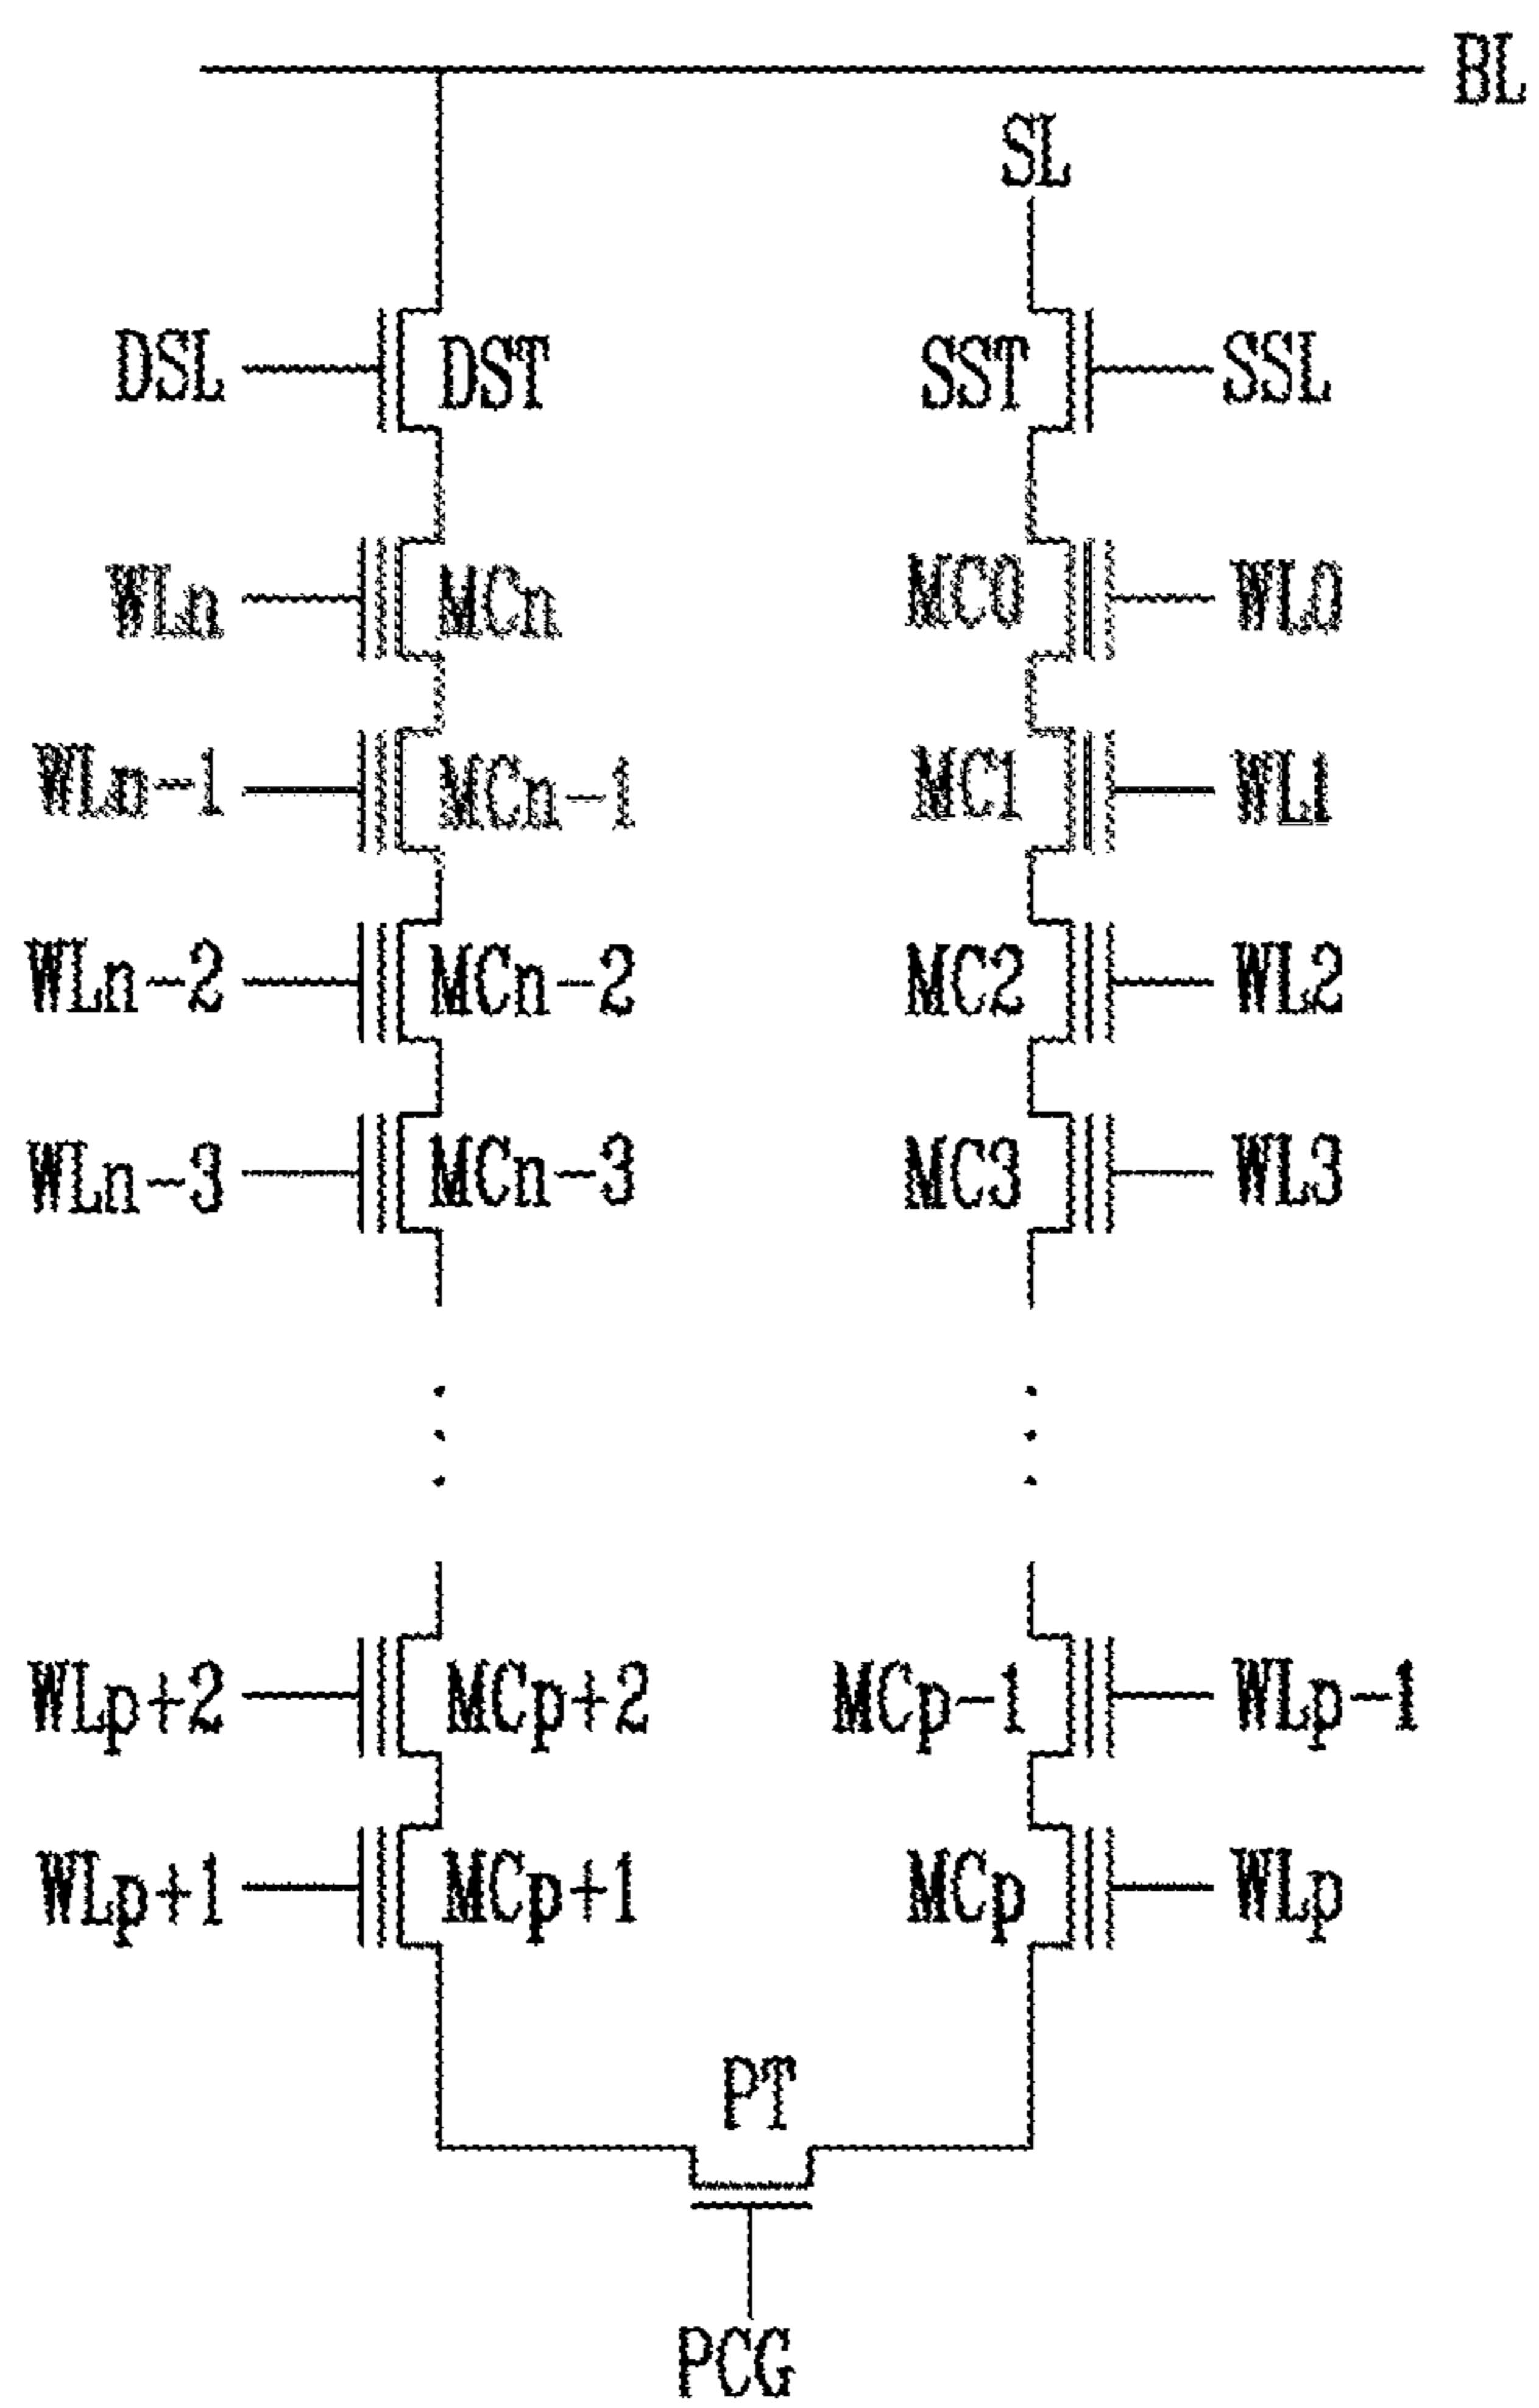 BL
SL
DSL DST SST SSL
WLn MCn MC0 WL0
WLn-1 MCn-1 MC1 WL1
WLn-2 MCn-2 MC2 WL2
WLn-3 MCn-3 MC3 WL3
WLp+2 MCp+2 MCp-1 WLp-1
WLp+1 MCp+1 MCp WLp
PT
PCG